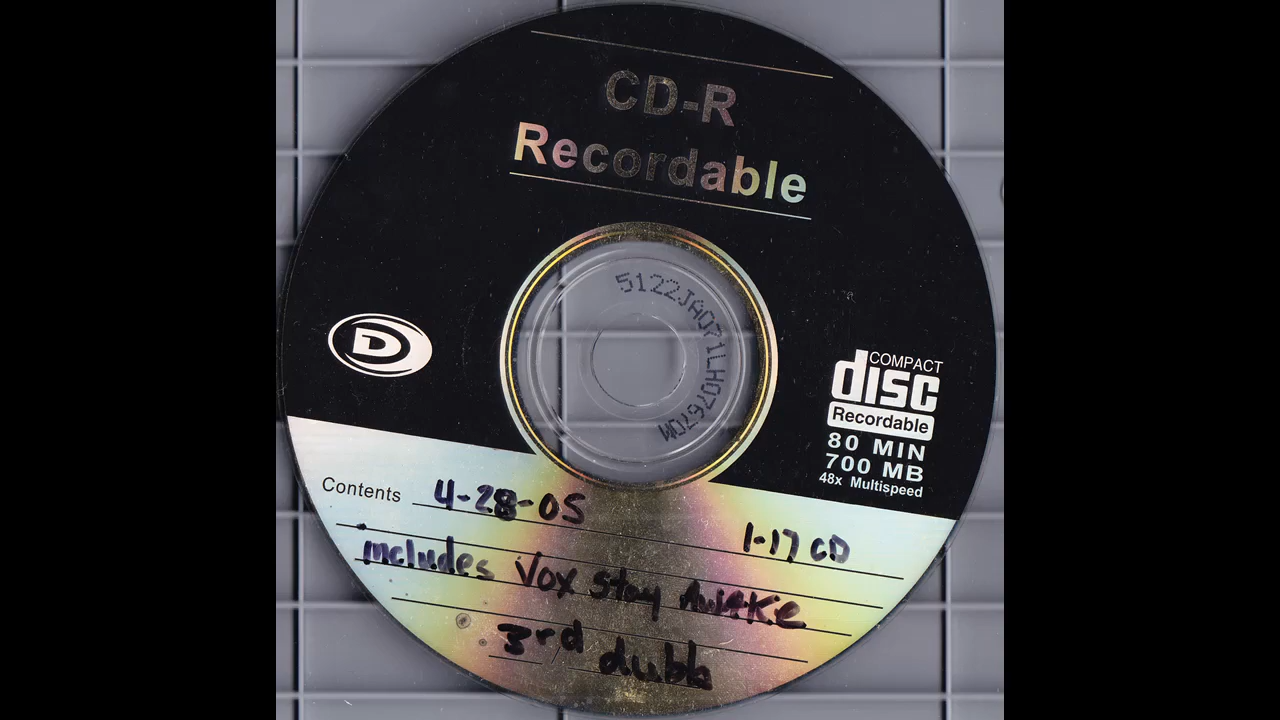 CD-R
Recordable
5122JAO71LH07670M
D
COMPACT
disc
Recordable
80 MIN
700 MB
48x Multispeed
Contents 4-28-05
1-17 CD
includes Vox Stay Awake
3rd dubb